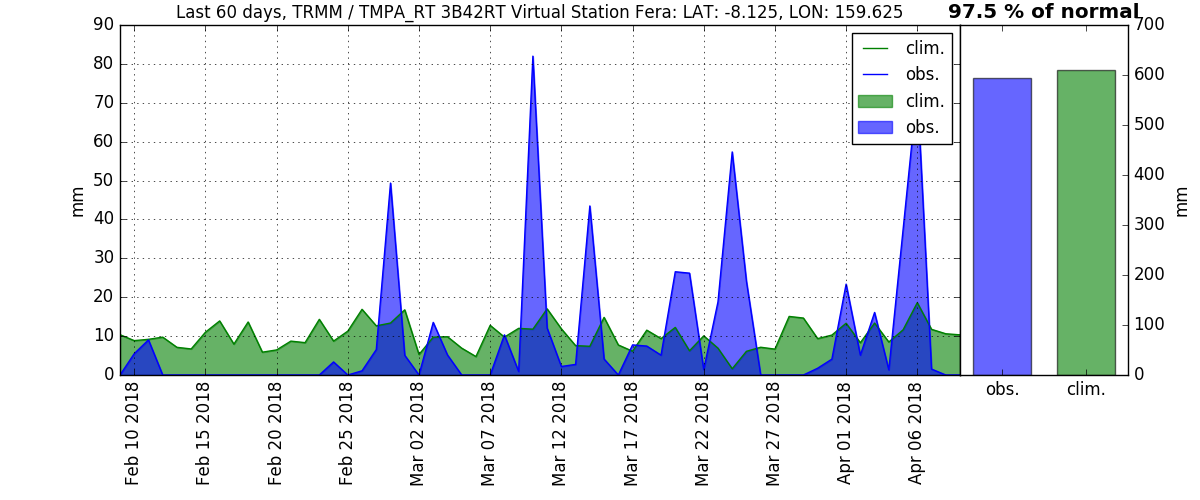 Last 60 days, TRMM / TMPA_RT 3B42RT Virtual Station Fera: LAT: -8.125, LON: 159.625
97.5 % of normal
90
80
70
60
50
40
30
20
10
0
mm
clim.
obs.
clim.
obs.
Feb 10 2018
Feb 15 2018
Feb 20 2018
Feb 25 2018
Mar 02 2018
Mar 07 2018
Mar 12 2018
Mar 17 2018
Mar 22 2018
Mar 27 2018
Apr 01 2018
Apr 06 2018
700
600
500
400
300
200
100
0
mm
obs.
clim.